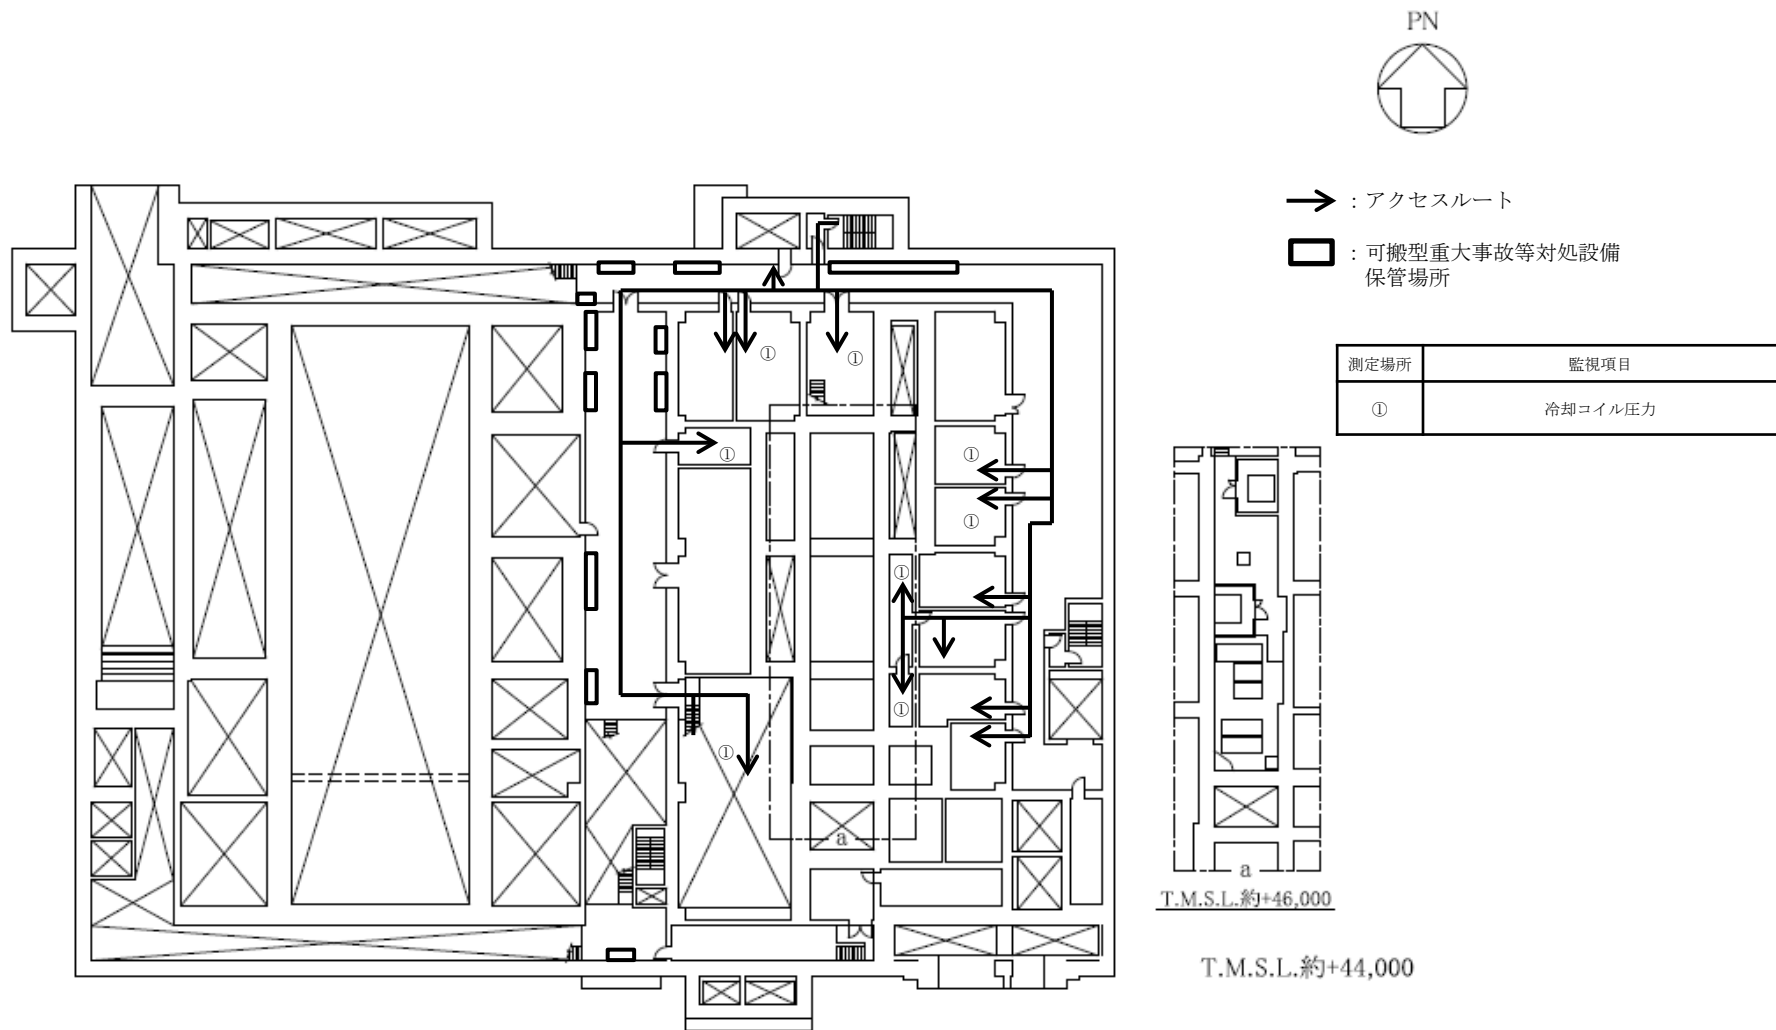 PN
：アクセスルート
：可搬型重大事故等対処設備
保管場所
測定場所 監視項目
① 冷却コイル圧力
①
①
①
①
①
①
①
①
a
a
T.M.S.L.約+46,000
T.M.S.L.約+44,000